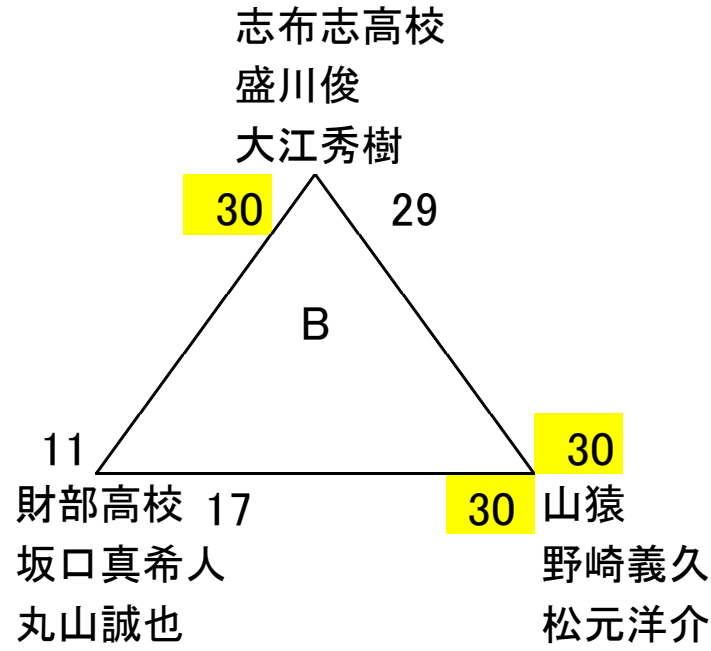 志布志高校
盛川俊
大江秀樹
30
29
B
11
30
財部高校
17
30
山猿
坂口真希人
野崎義久
丸山誠也
松元洋介